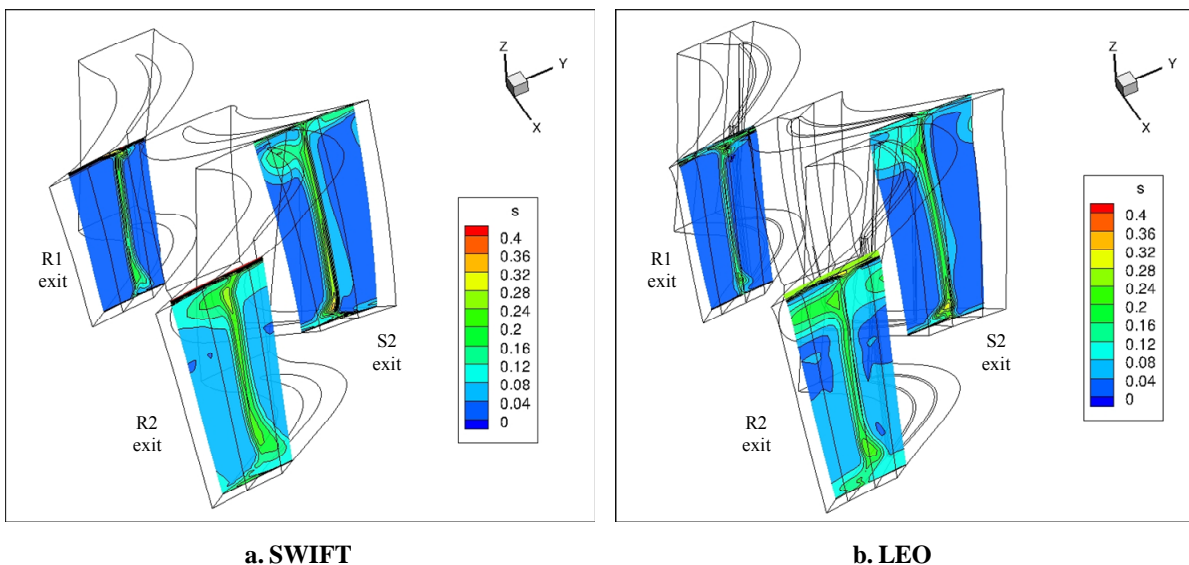 Z
Y
X
s
0.4
0.36
0.32
0.28
0.24
0.2
0.16
0.12
0.08
0.04
0
R1
exit
S2
exit
R2
exit
a. SWIFT
Z
Y
X
s
0.4
0.36
0.32
0.28
0.24
0.2
0.16
0.12
0.08
0.04
0
R1
exit
S2
exit
R2
exit
b. LEO